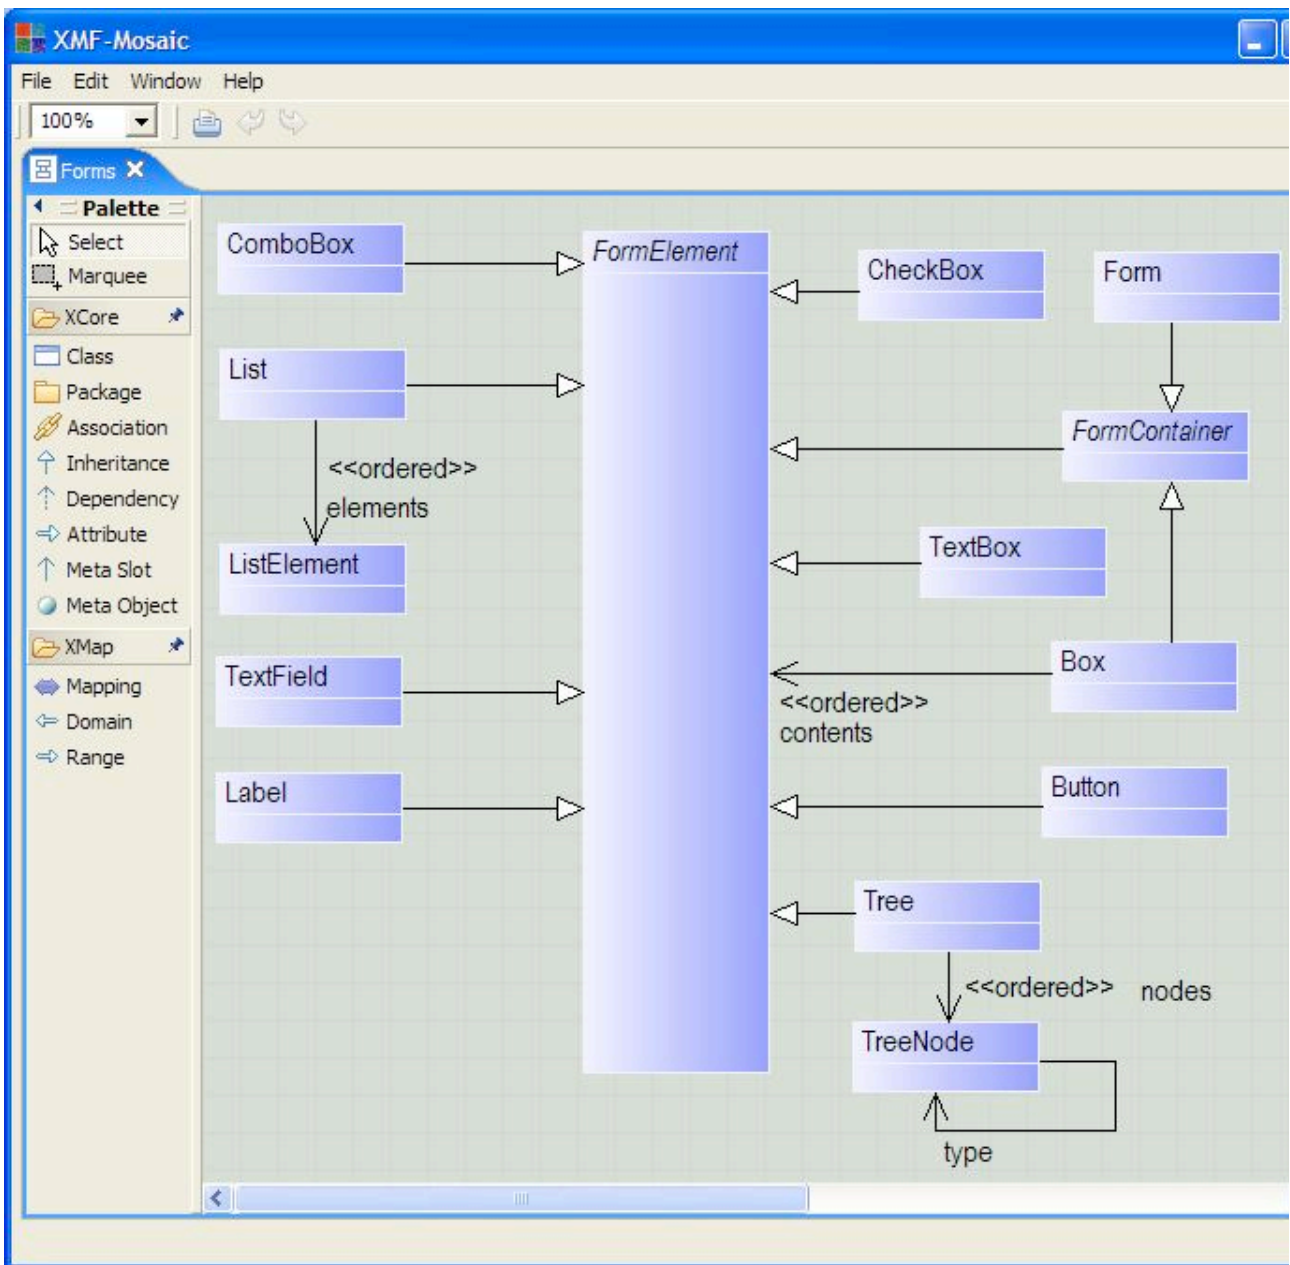 XMF-Mosaic
File Edit Window Help
100%
Forms
Palette
Select
Marquee
XCore
Class
Package
Association
Inheritance
Dependency
Attribute
Meta Slot
Meta Object
XMap
Mapping
Domain
Range
ComboBox
FormElement
CheckBox
Form
List
FormContainer
<<ordered>>
elements
ListElement
TextBox
TextField
Box
<<ordered>>
contents
Label
Button
Tree
<<ordered>> nodes
TreeNode
type